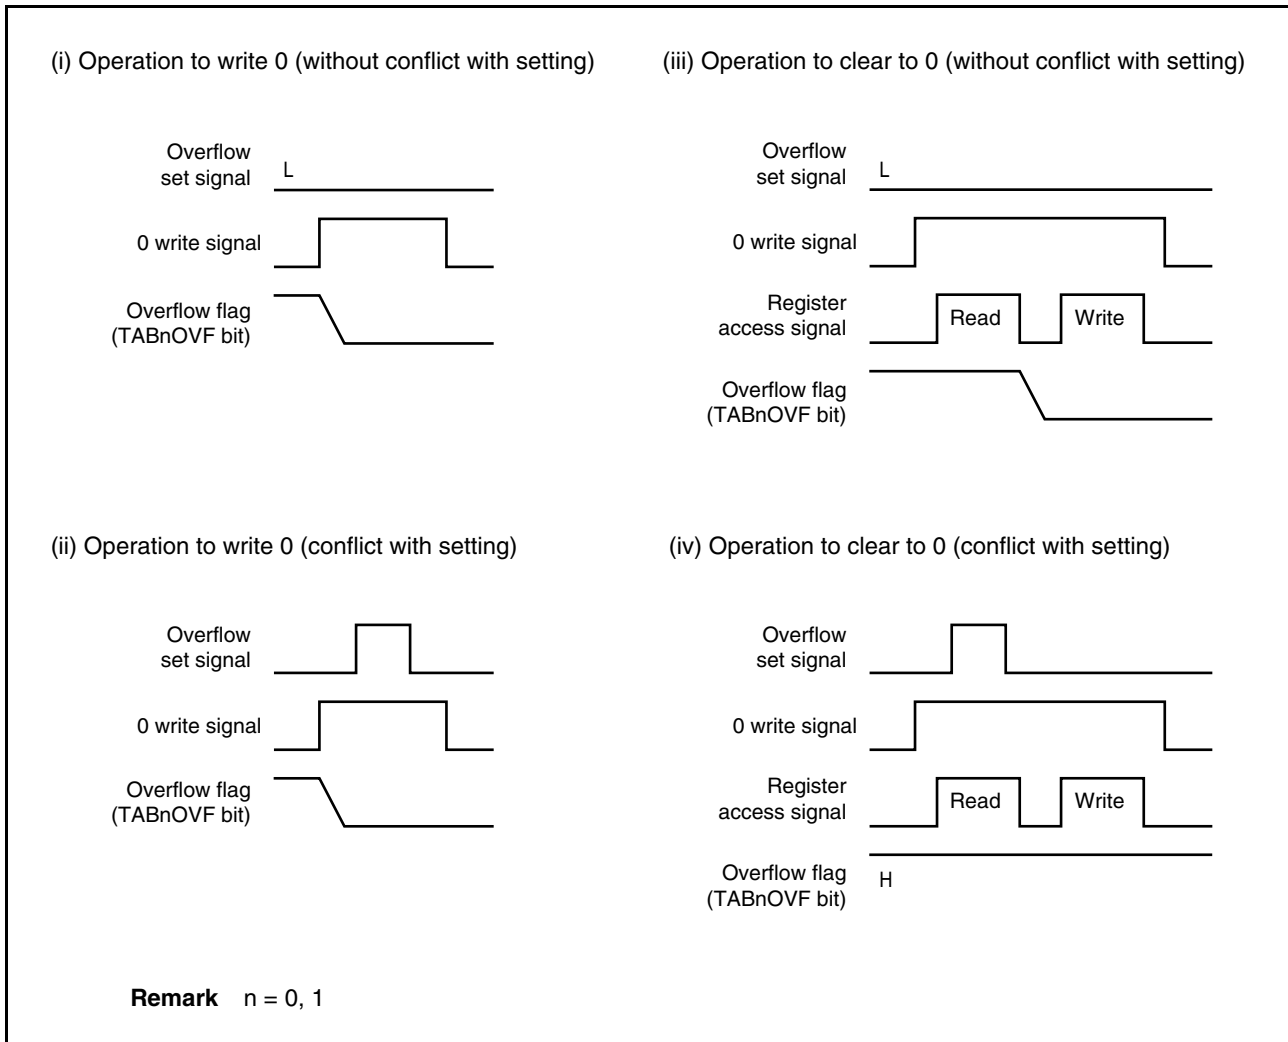 (i) Operation to write 0 (without conflict with setting)
Overflow
set signal
L
0 write signal
Overflow flag
(TABnOVF bit)
(iii) Operation to clear to 0 (without conflict with setting)
Overflow
set signal
L
0 write signal
Register
access signal
Read
Write
Overflow flag
(TABnOVF bit)
(ii) Operation to write 0 (conflict with setting)
Overflow
set signal
0 write signal
Overflow flag
(TABnOVF bit)
(iv) Operation to clear to 0 (conflict with setting)
Overflow
set signal
0 write signal
Register
access signal
Read
Write
Overflow flag
(TABnOVF bit)
H
Remark n = 0, 1